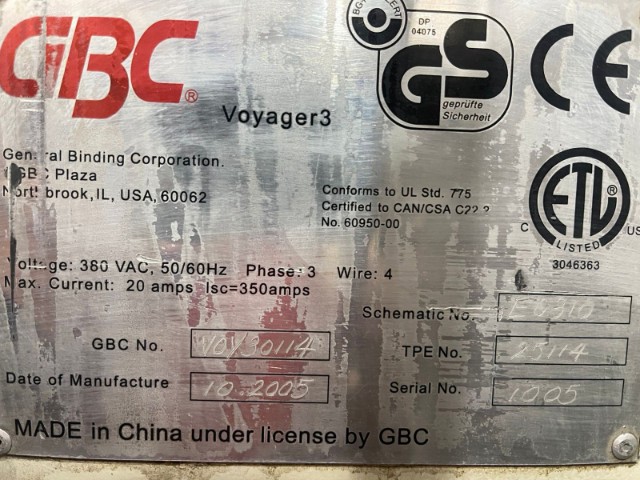 GBC®
Voyager3
BG CERT
DP
04075
GS
geprüfte
Sicherheit
CE
General Binding Corporation.
GBC Plaza
Northbrook, IL, USA, 60062
Conforms to UL Std. 775
Certified to CAN/CSA C22.2
No. 60950-00
C ETL ® US
LISTED
3046363
Voltage: 380 VAC, 50/60Hz Phase: 3 Wire: 4
Max. Current: 20 amps Isc=350amps
Schematic No.
GBC No. VOY30114
TPE No. 25114
Date of Manufacture 10.2005
Serial No. 1005
MADE in China under license by GBC